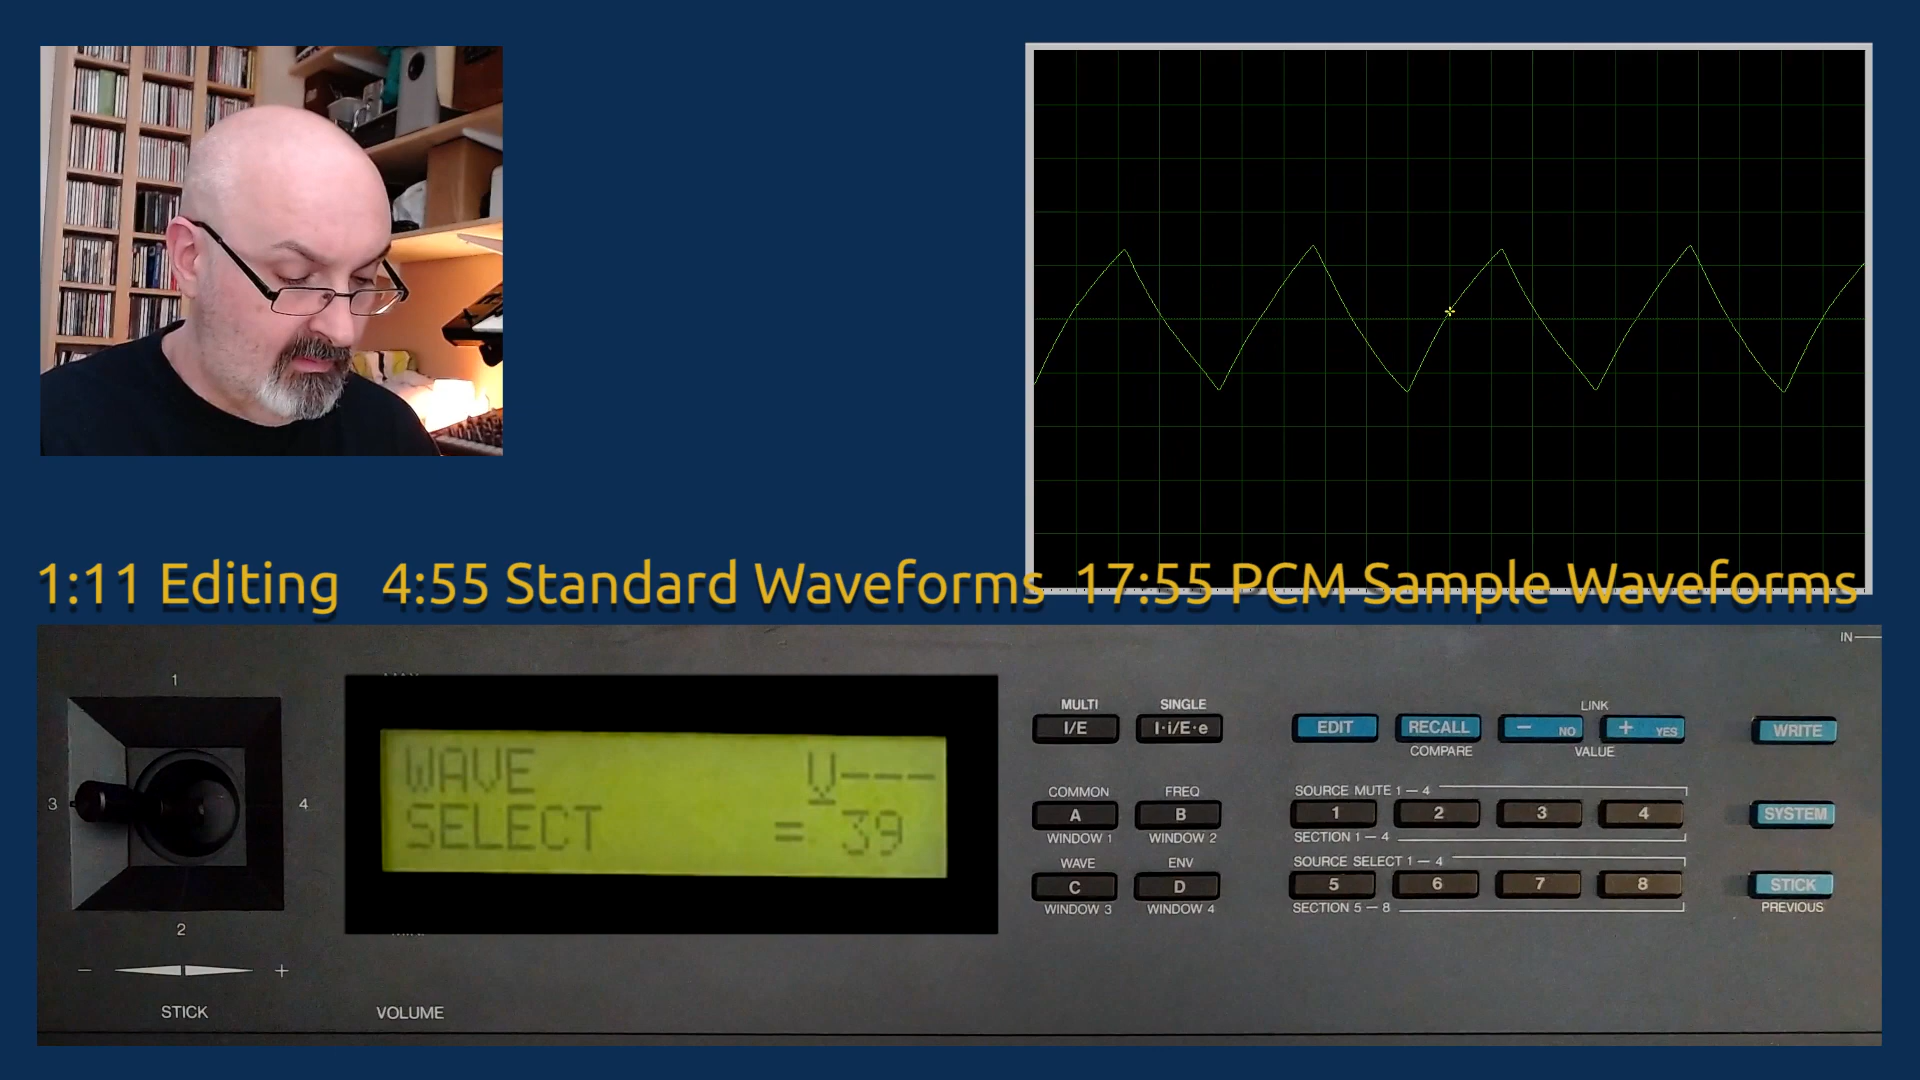 1:11 Editing 4:55 Standard Waveforms 17:55 PCM Sample Waveforms
IN
1
3
4
2
− +
STICK
VOLUME
WAVE V---
SELECT = 39
MULTI SINGLE
I/E I·i/E·e
COMMON FREQ
A B
WINDOW 1 WINDOW 2
WAVE ENV
C D
WINDOW 3 WINDOW 4
LINK
EDIT RECALL − NO + YES
COMPARE VALUE
SOURCE MUTE 1 — 4
1 2 3 4
SECTION 1 — 4
SOURCE SELECT 1 — 4
5 6 7 8
SECTION 5 — 8
WRITE
SYSTEM
STICK
PREVIOUS